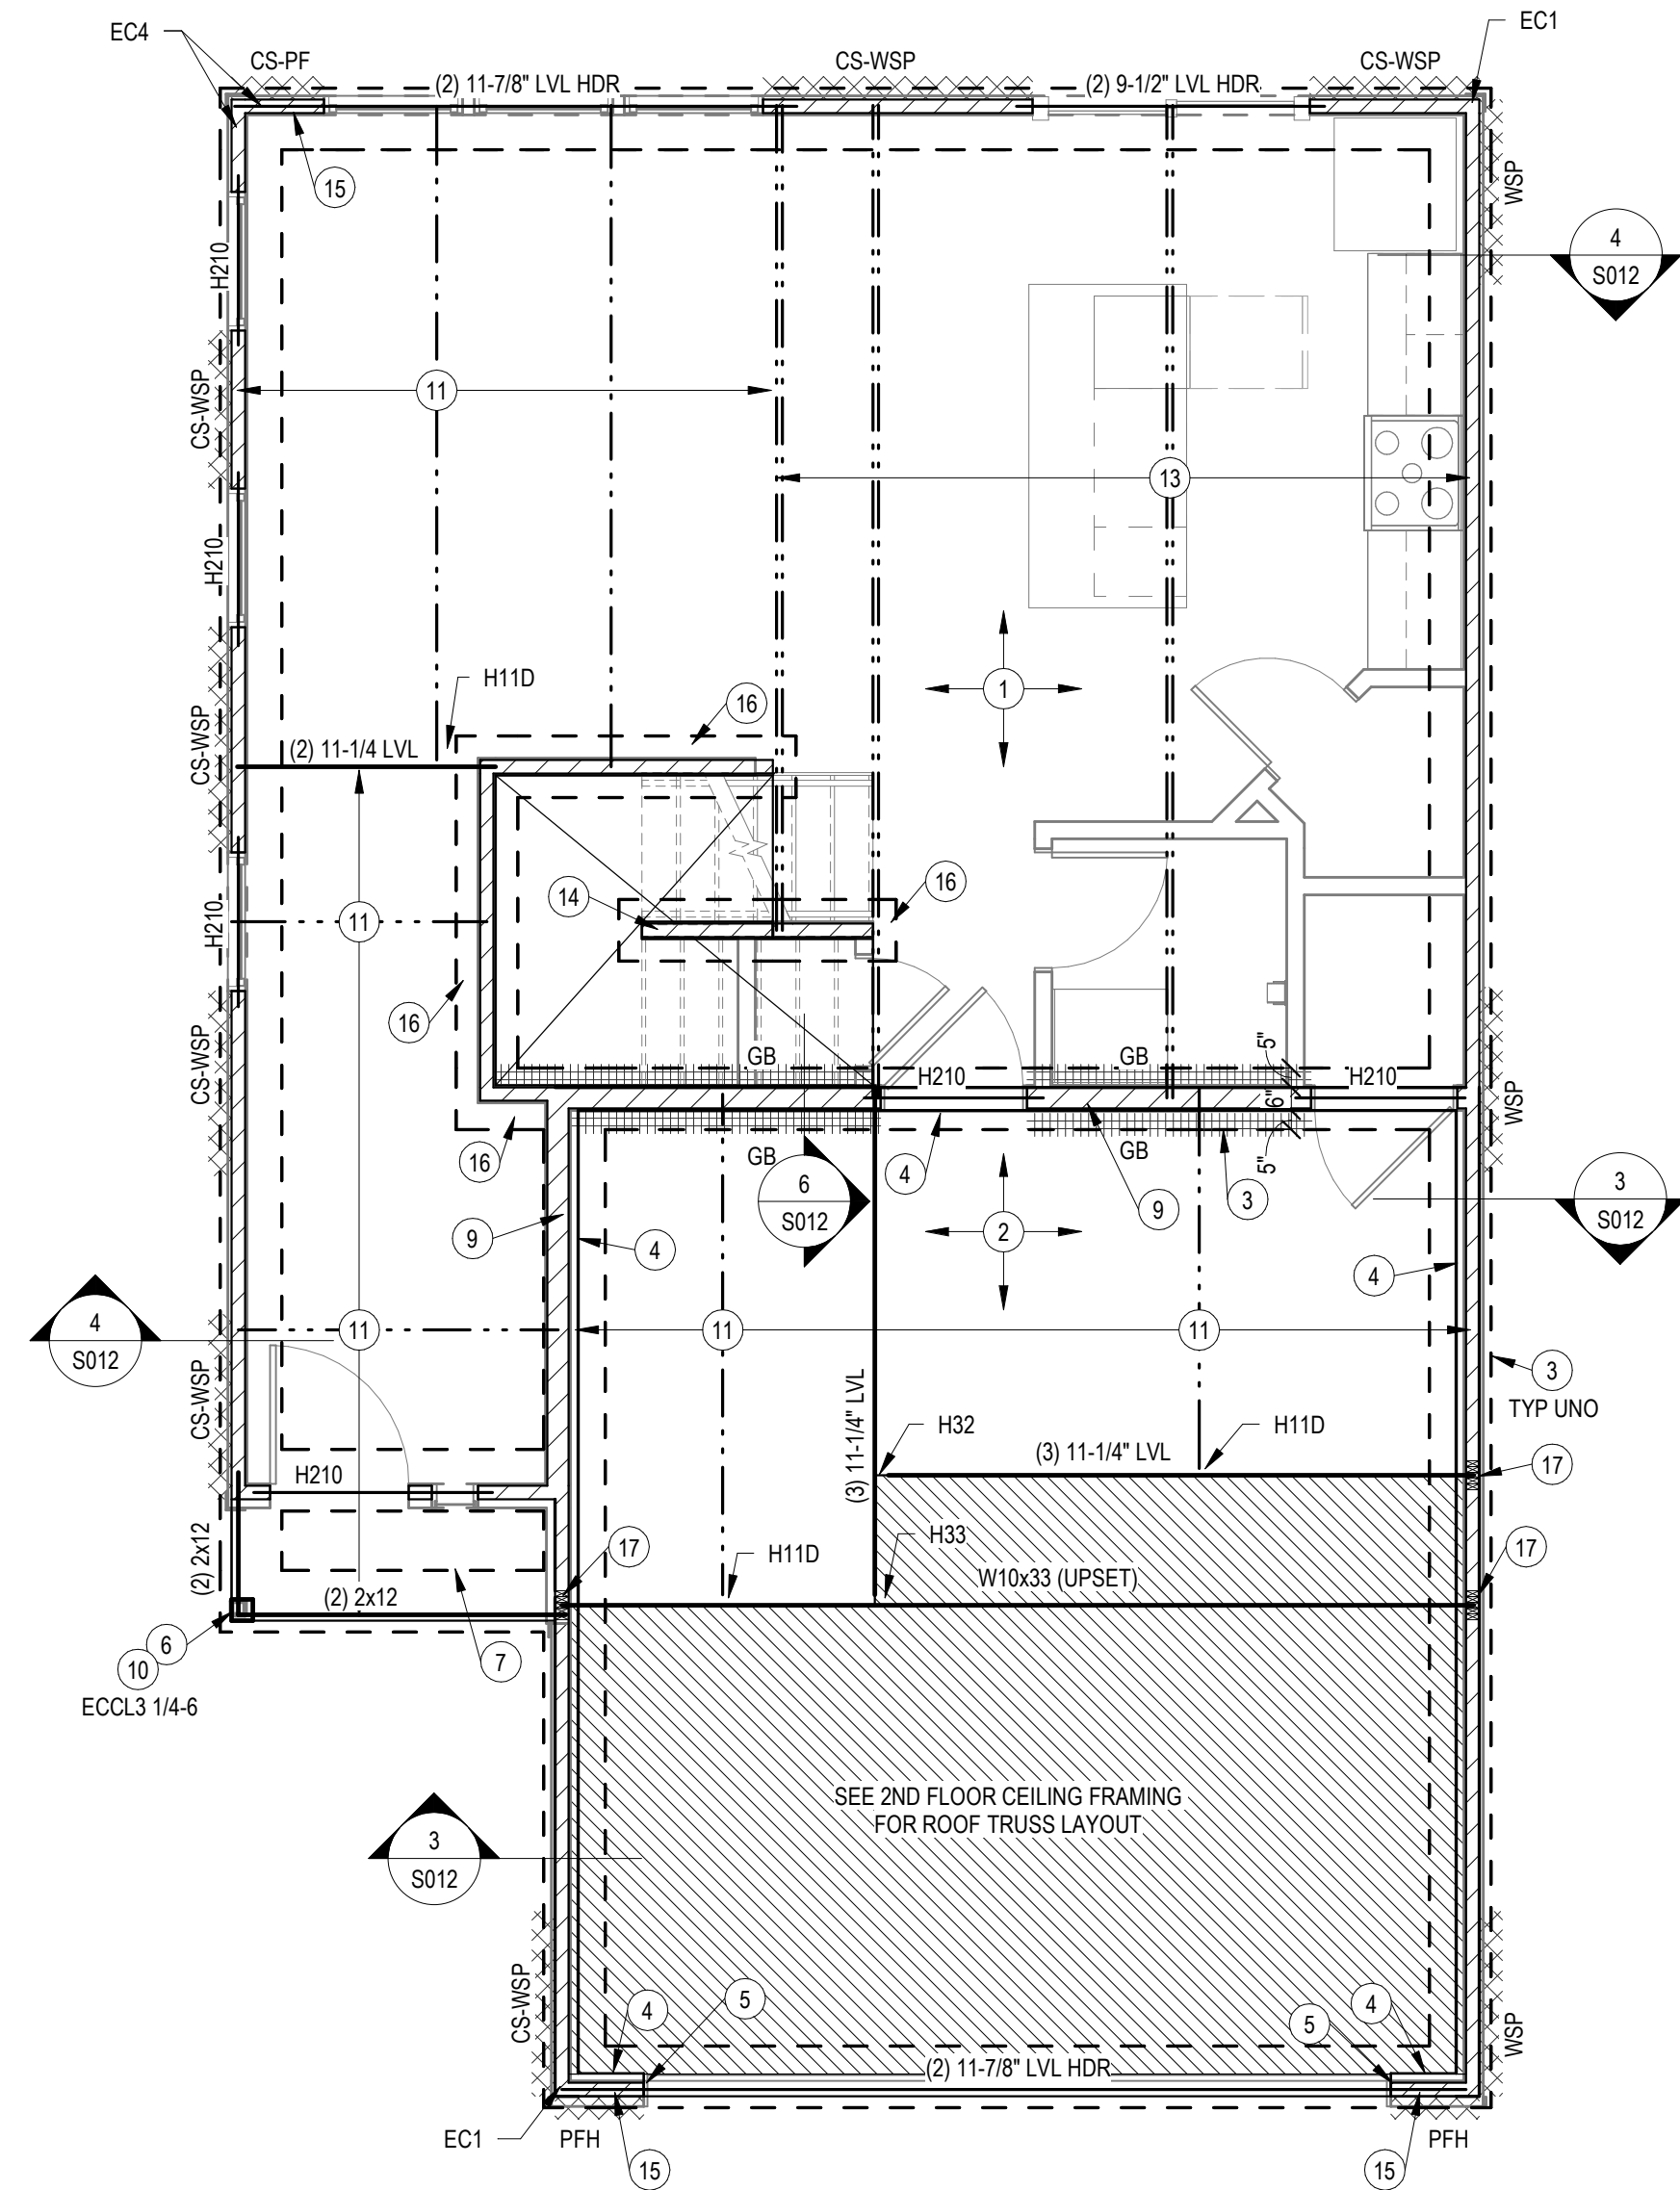 EC4
EC1
CS-PF
CS-WSP
CS-WSP
(2) 11-7/8" LVL HDR
(2) 9-1/2" LVL HDR
15
WSP
4
S012
H210
CS-WSP
11
13
H210
H11D
1
16
CS-WSP
(2) 11-1/4 LVL
14
16
H210
11
16
CS-WSP
GB
GB
5"
H210
H210
6"
WSP
GB
GB
5"
16
4
6
S012
9
3
3
S012
9
4
2
4
4
S012
11
11
11
CS-WSP
3
TYP UNO
(3) 11-1/4" LVL
H32
(3) 11-1/4" LVL
H11D
17
H210
(2) 2x12
H11D
H33
17
17
W10x33 (UPSET)
(2) 2x12
6
10
7
ECCL3 1/4-6
SEE 2ND FLOOR CEILING FRAMING
FOR ROOF TRUSS LAYOUT
3
S012
CS-WSP
4
5
5
4
WSP
(2) 11-7/8" LVL HDR
EC1
PFH
PFH
15
15